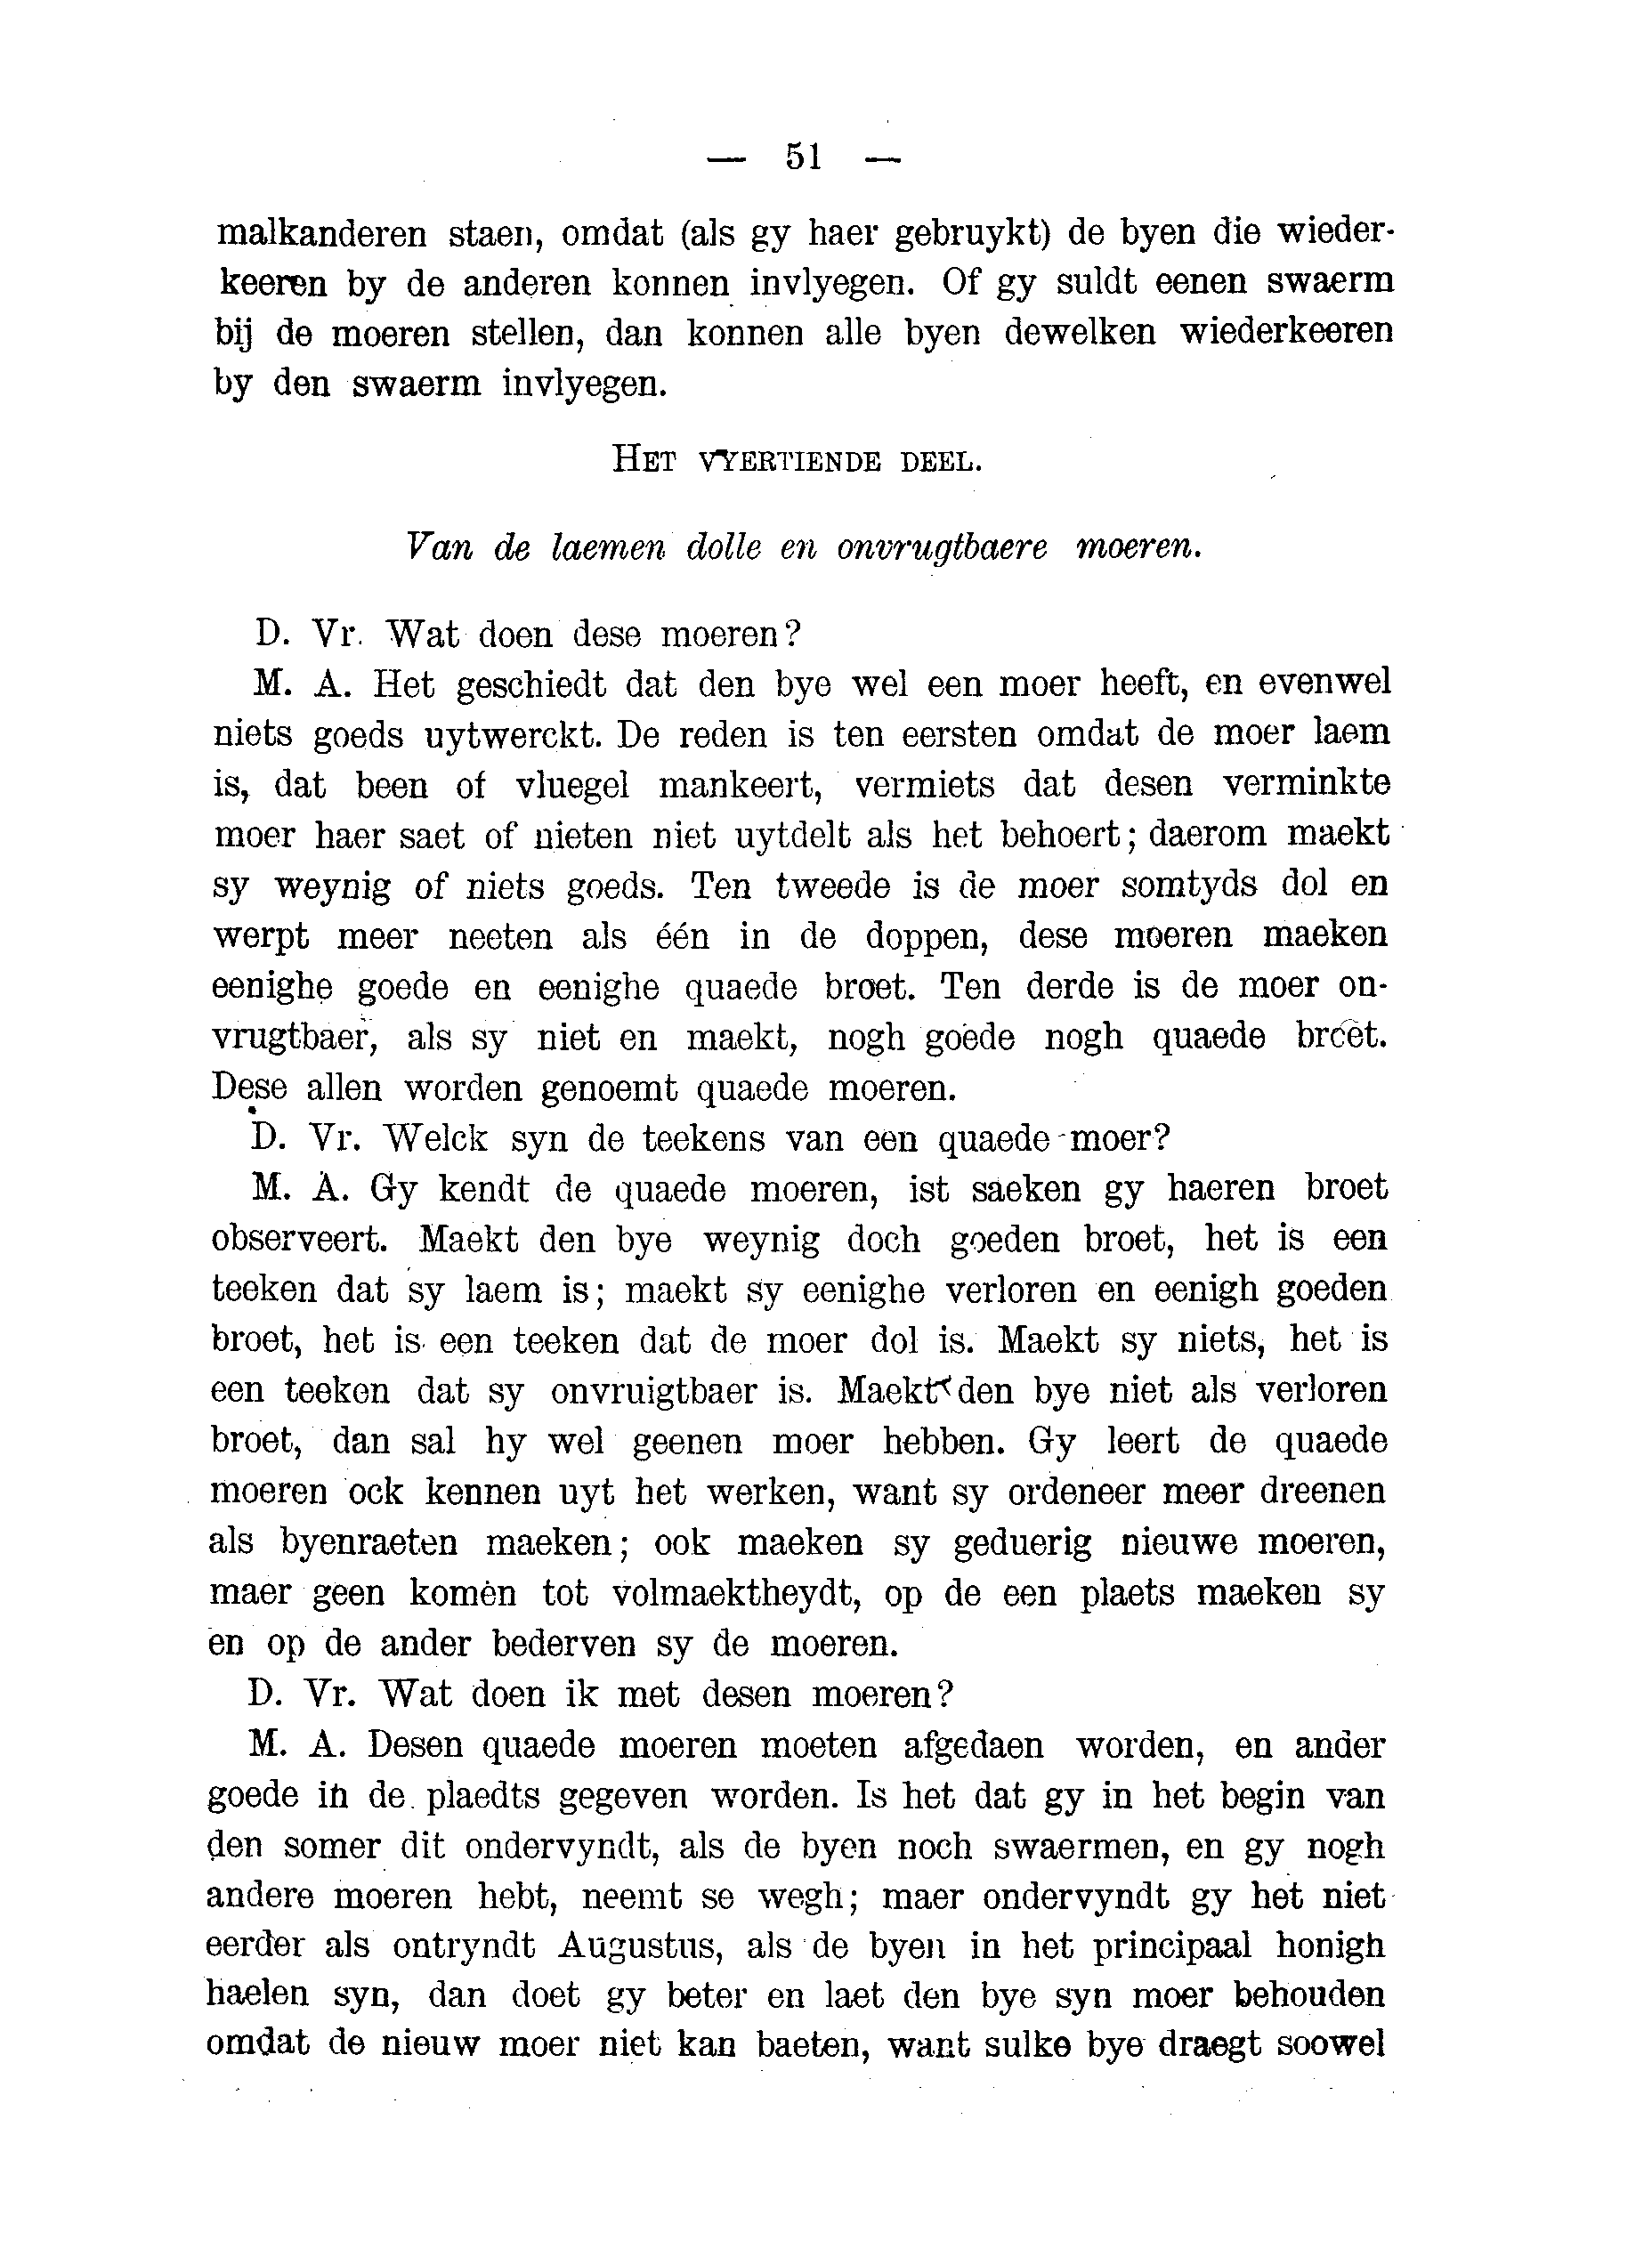 — 51 —
malkanderen staen, omdat (als gy haer gebruykt) de byen die wieder-
keeren by de anderen konnen invlyegen. Of gy suldt eenen swaerm
bij de moeren stellen, dan konnen alle byen dewelken wiederkeeren
by den swaerm invlyegen.
HET VYERTIENDE DEEL.
Van de laemen dolle en onvrugtbaere moeren.
D. Vr. Wat doen dese moeren?
M. A. Het geschiedt dat den bye wel een moer heeft, en evenwel
niets goeds uytwerckt. De reden is ten eersten omdat de moer laem
is, dat been of vluegel mankeert, vermiets dat desen verminkte
moer haer saet of nieten niet uytdelt als het behoert; daerom maekt
sy weynig of niets goeds. Ten tweede is de moer somtyds dol en
werpt meer neeten als één in de doppen, dese moeren maeken
eenighe goede en eenighe quaede broet. Ten derde is de moer on-
vrugtbaer, als sy niet en maekt, nogh goede nogh quaede broet.
Dese allen worden genoemt quaede moeren.
D. Vr. Welck syn de teekens van een quaede moer?
M. A. Gy kendt de quaede moeren, ist saeken gy haeren broet
observeert. Maekt den bye weynig doch goeden broet, het is een
teeken dat sy laem is; maekt sy eenighe verloren en eenigh goeden
broet, het is een teeken dat de moer dol is. Maekt sy niets, het is
een teeken dat sy onvruigtbaer is. Maekt den bye niet als verloren
broet, dan sal hy wel geenen moer hebben. Gy leert de quaede
moeren ock kennen uyt het werken, want sy ordeneer meer dreenen
als byenraeten maeken; ook maeken sy geduerig nieuwe moeren,
maer geen komen tot volmaektheydt, op de een plaets maeken sy
en op de ander bederven sy de moeren.
D. Vr. Wat doen ik met desen moeren?
M. A. Desen quaede moeren moeten afgedaen worden, en ander
goede in de plaedts gegeven worden. Is het dat gy in het begin van
den somer dit ondervyndt, als de byen noch swaermen, en gy nogh
andere moeren hebt, neemt se wegh; maer ondervyndt gy het niet
eerder als ontryndt Augustus, als de byen in het principaal honigh
haelen syn, dan doet gy beter en laet den bye syn moer behouden
omdat de nieuw moer niet kan baeten, want sulke bye draegt soowel